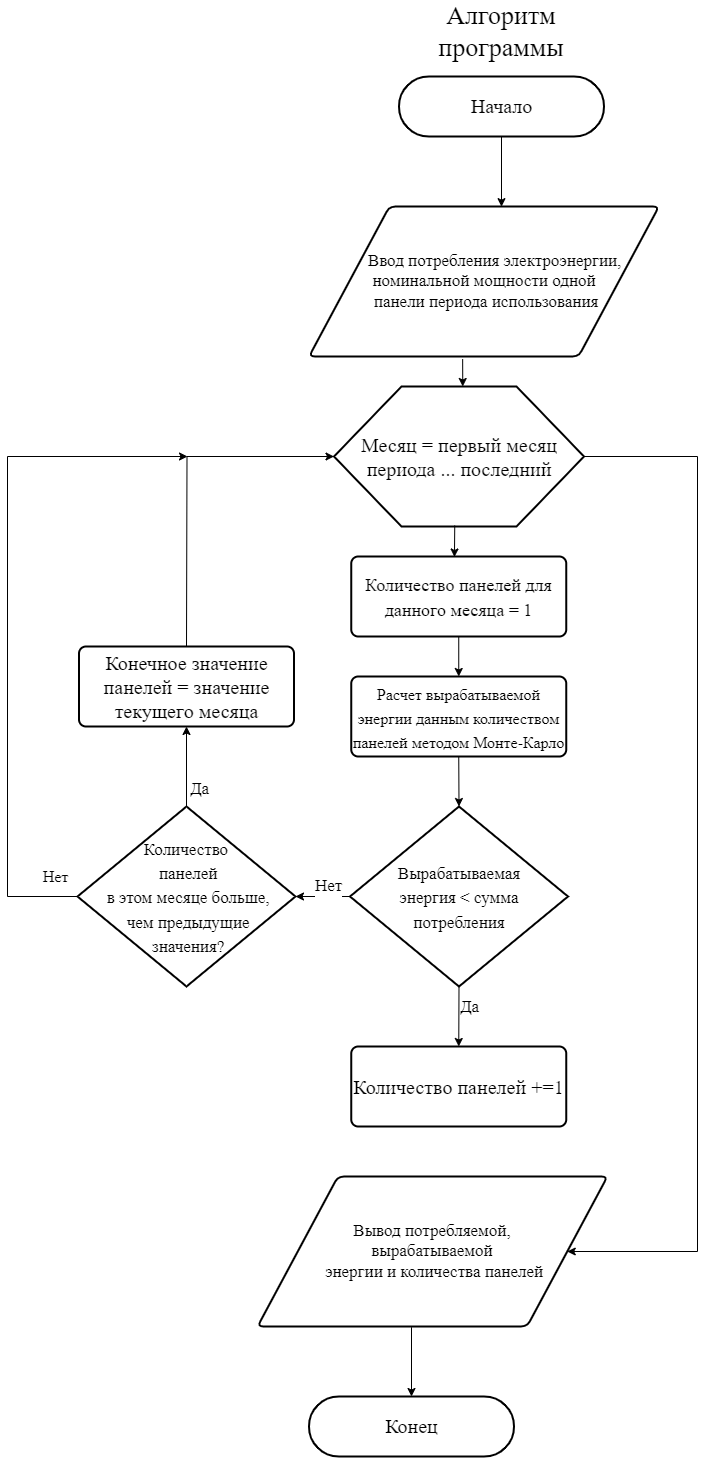 Алгоритм
программы
Начало
Ввод потребления электроэнергии,
номинальной мощности одной
панели периода использования
Месяц = первый месяц
периода ... последний
Количество панелей для
данного месяца = 1
Конечное значение
панелей = значение
текущего месяца
Расчет вырабатываемой
энергии данным количеством
панелей методом Монте-Карло
Да
Количество
панелей
в этом месяце больше,
чем предыдущие
значения?
Нет
Нет
Вырабатываемая
энергия < сумма
потребления
Да
Количество панелей +=1
Вывод потребляемой,
вырабатываемой
энергии и количества панелей
Конец